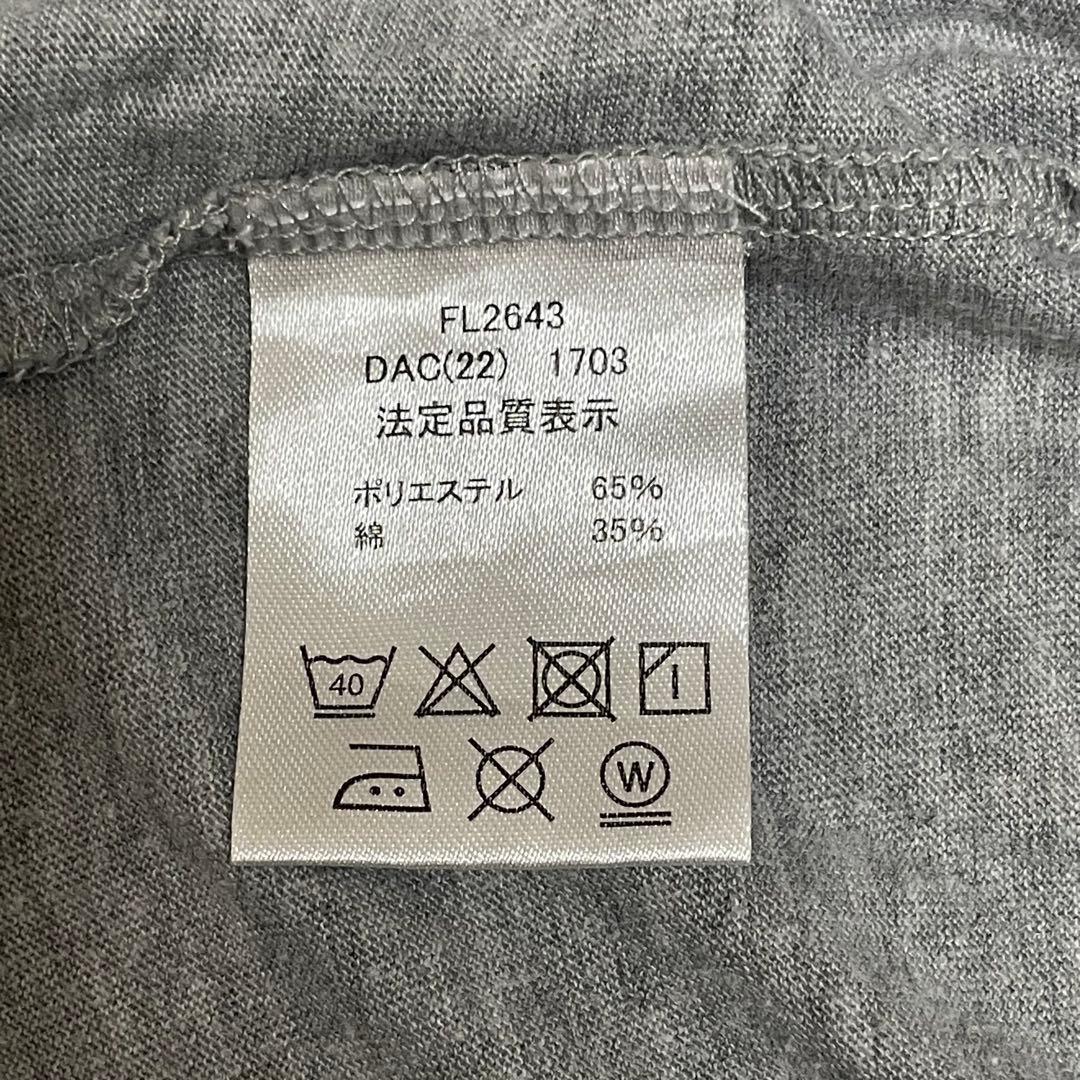 FL2643
DAC(22) 1703
法定品質表示
ポリエステル 65%
綿 35%
40
W